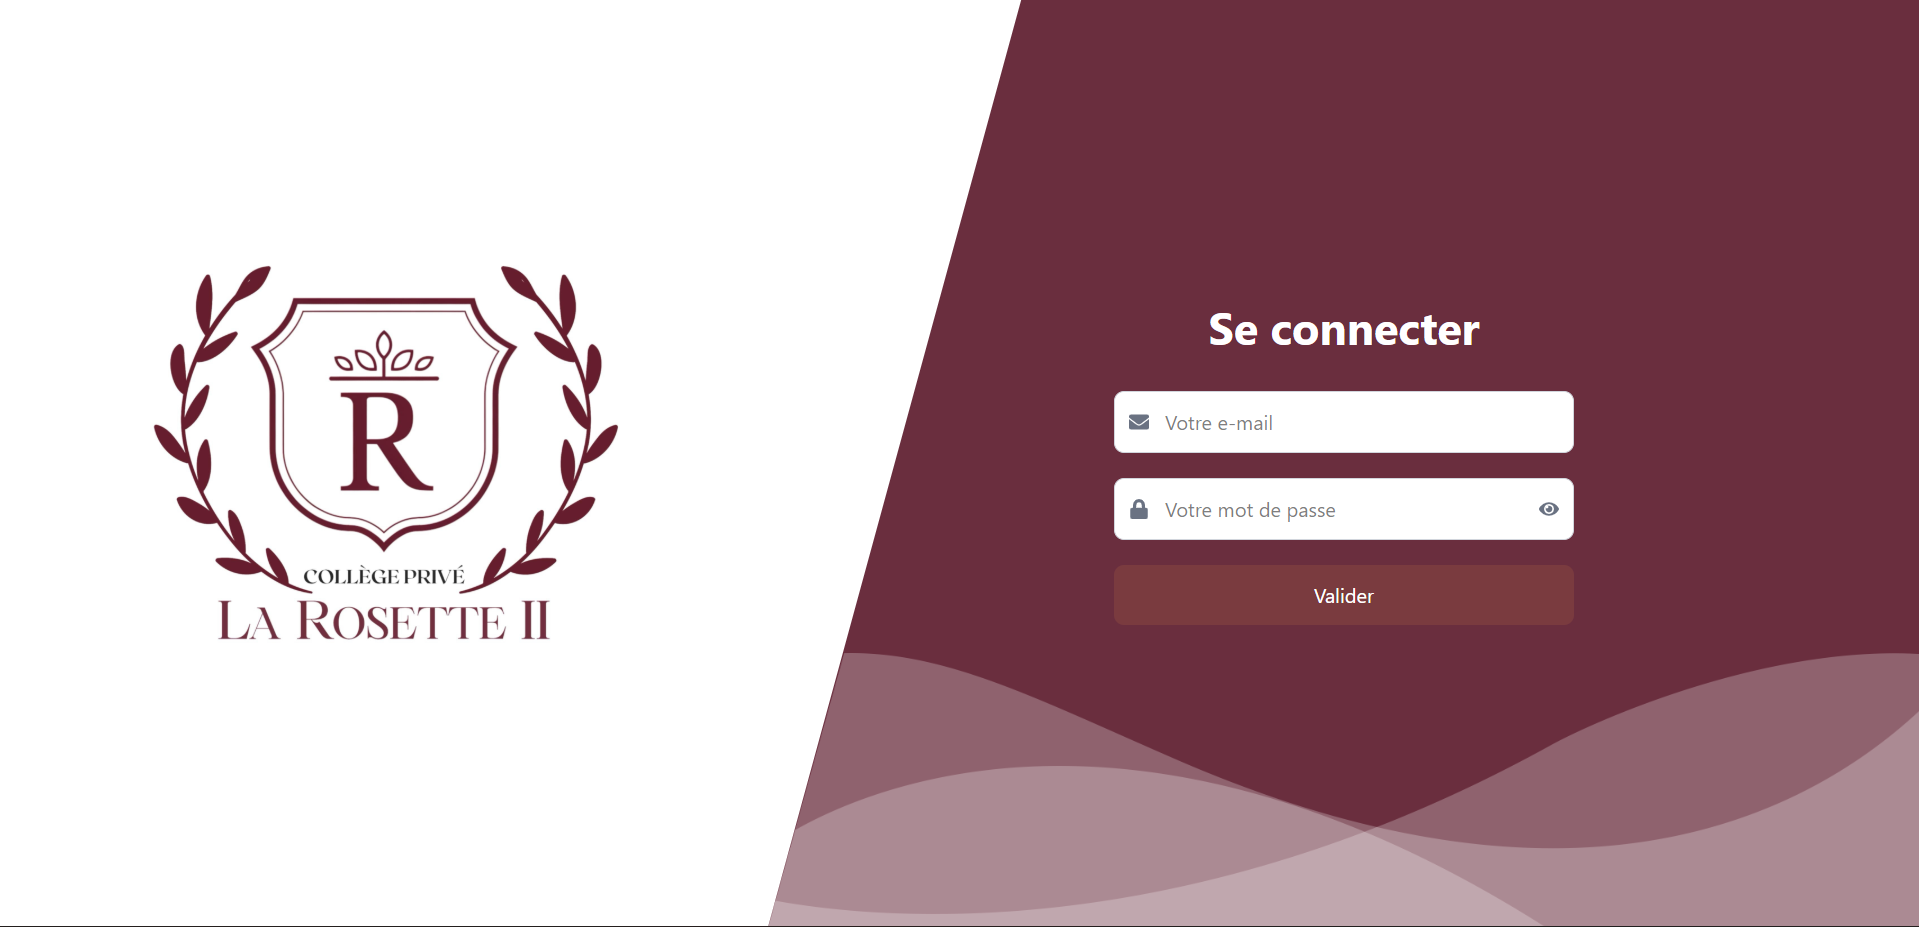 R
COLLÈGE PRIVÉ
LA ROSETTE II
Se connecter
Votre e-mail
Votre mot de passe
Valider